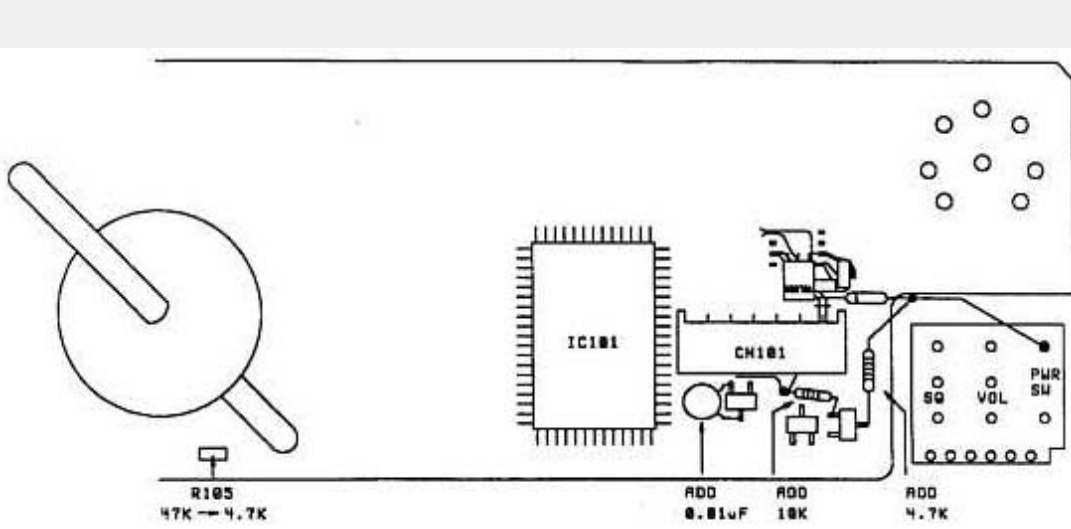 IC101
CN101
PWR
SW
SQ VOL
R105
47K → 4.7K
ADD
0.01uF
ADD
10K
ADD
4.7K